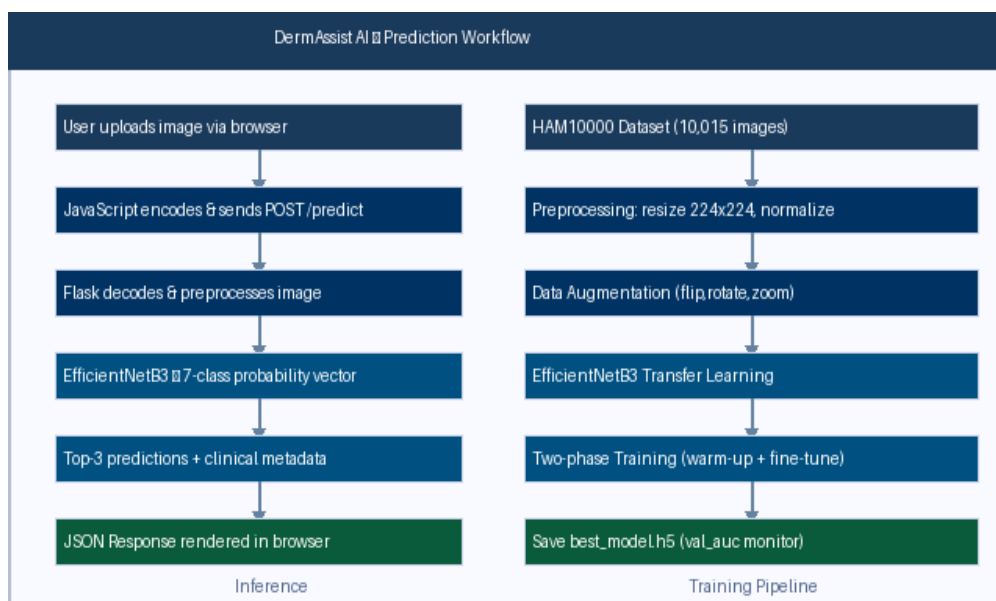 DermAssist AI ☒ Prediction Workflow
User uploads image via browser
JavaScript encodes & sends POST /predict
Flask decodes & preprocesses image
EfficientNetB3 ☒ 7-class probability vector
Top-3 predictions + clinical metadata
JSON Response rendered in browser
Inference
HAM10000 Dataset (10,015 images)
Preprocessing: resize 224x224, normalize
Data Augmentation (flip,rotate,zoom)
EfficientNetB3 Transfer Learning
Two-phase Training (warm-up + fine-tune)
Save best_model.h5 (val_auc monitor)
Training Pipeline